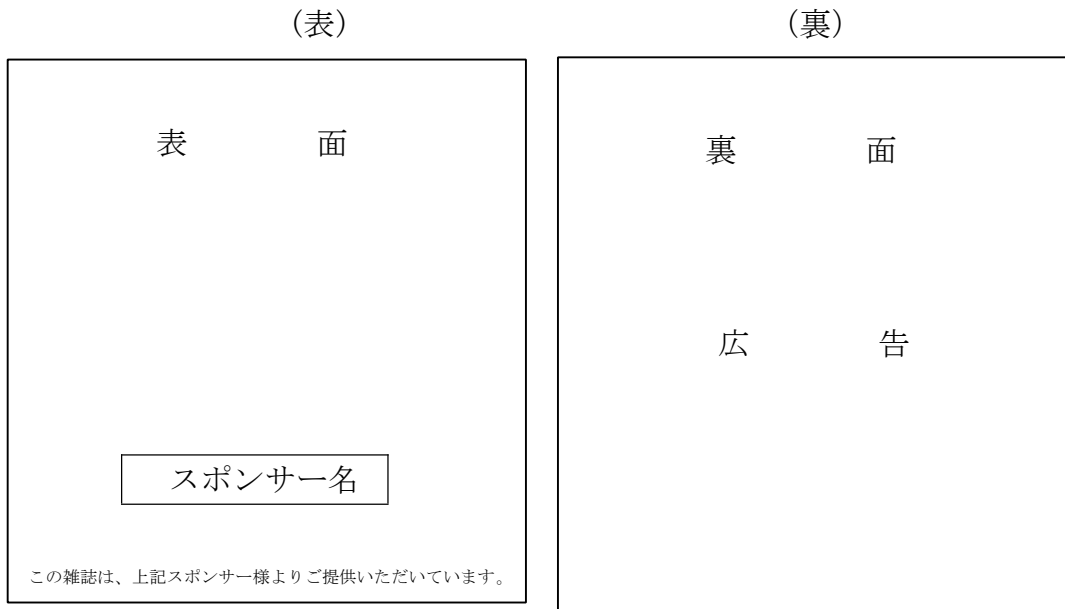 （表）
表 面
スポンサー名
この雑誌は、上記スポンサー様よりご提供いただいています。
（裏）
裏 面
広 告